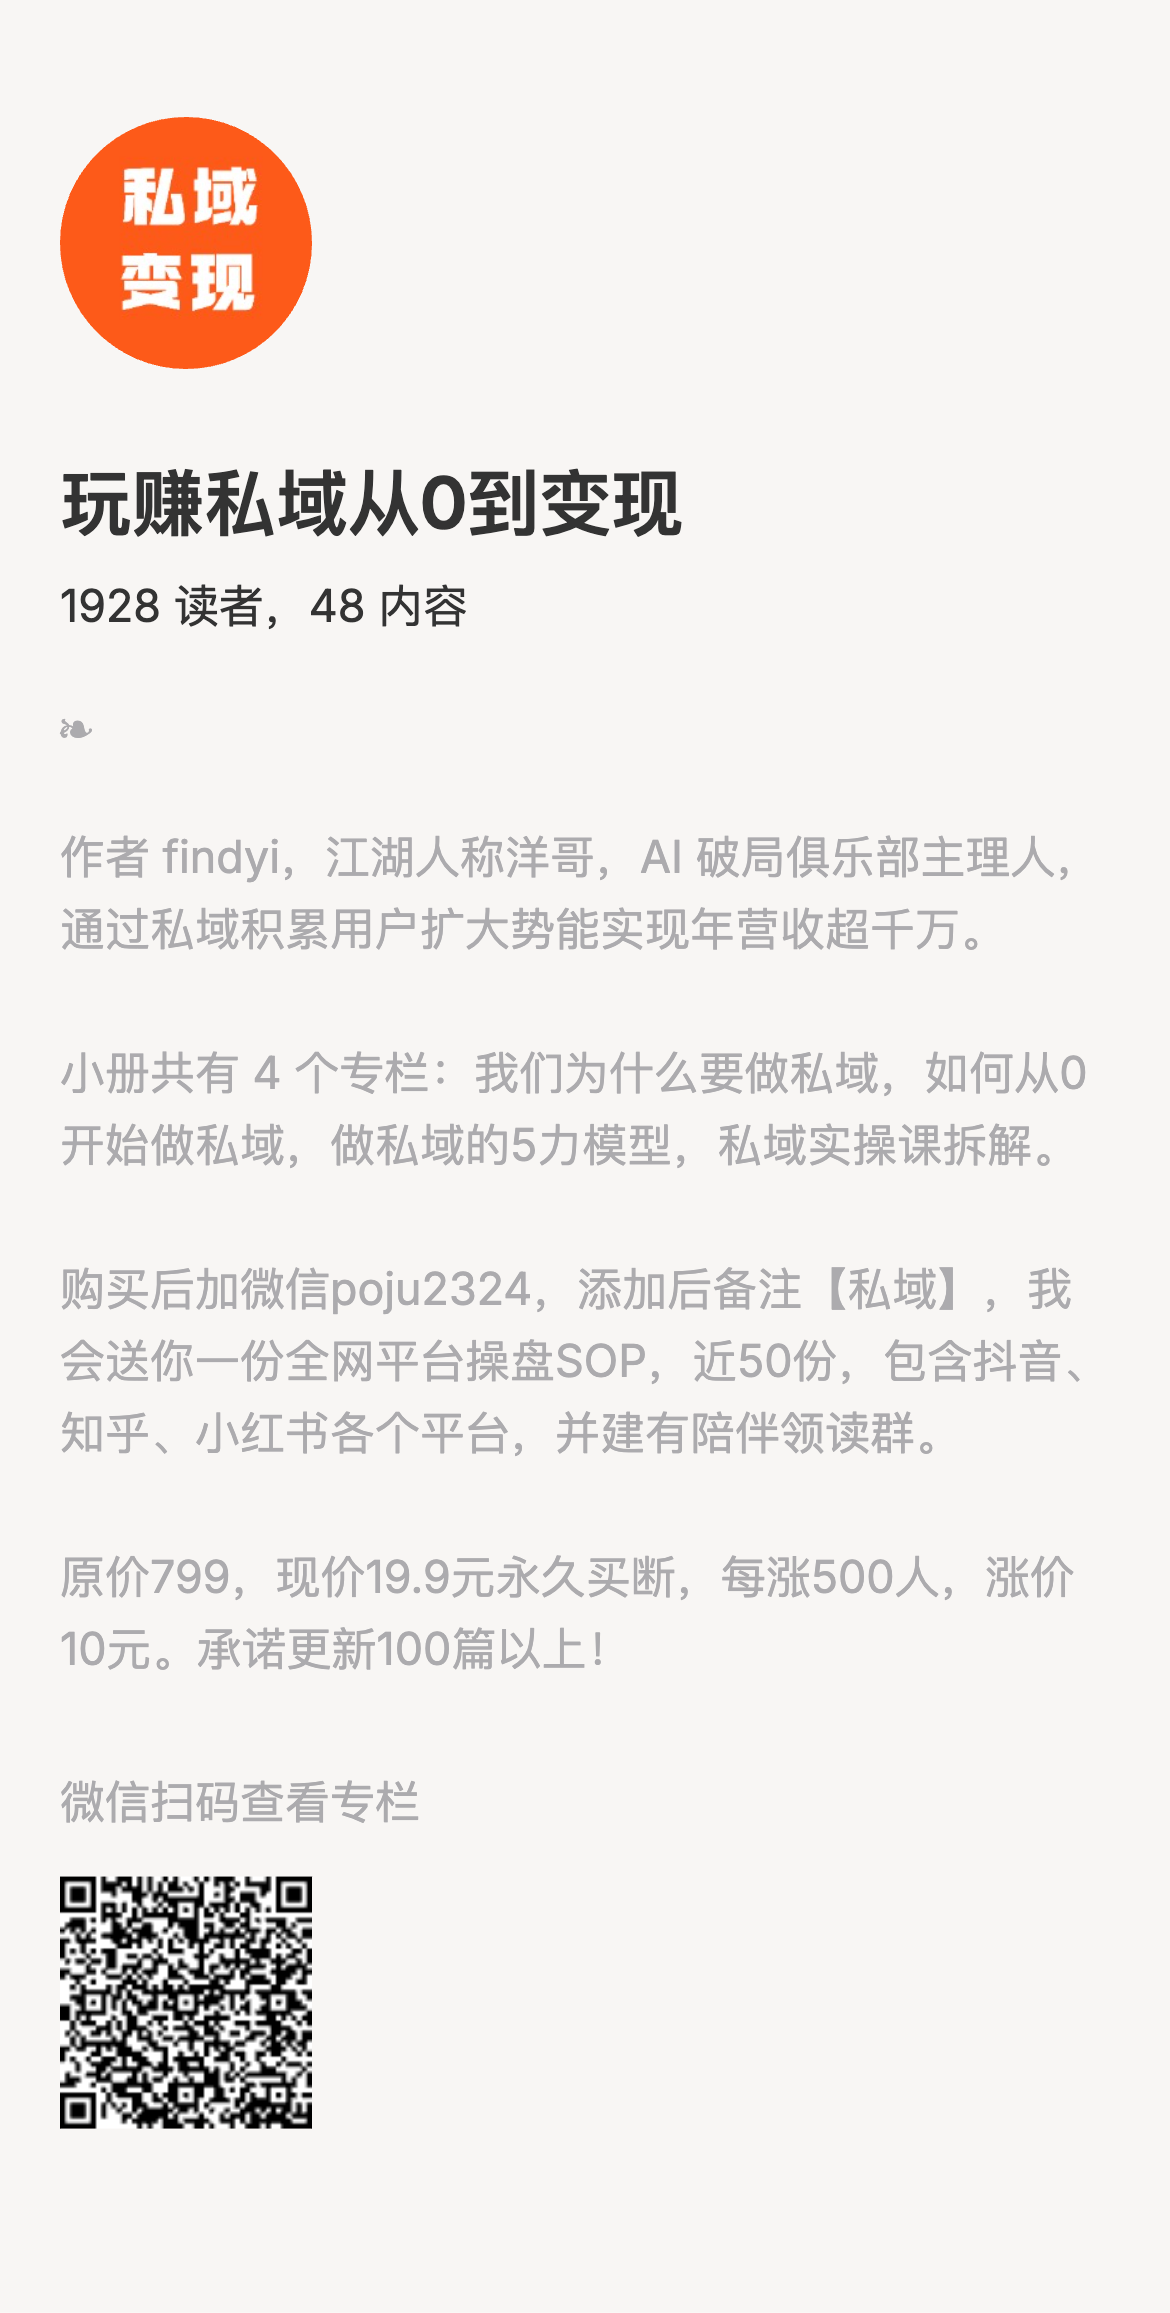 私域
变现
玩赚私域从0到变现
1928 读者，48 内容
❧
作者 findyi，江湖人称洋哥，AI 破局俱乐部主理人，
通过私域积累用户扩大势能实现年营收超千万。
小册共有 4 个专栏：我们为什么要做私域，如何从0
开始做私域，做私域的5力模型，私域实操课拆解。
购买后加微信poju2324，添加后备注【私域】，我
会送你一份全网平台操盘SOP，近50份，包含抖音、
知乎、小红书各个平台，并建有陪伴领读群。
原价799，现价19.9元永久买断，每涨500人，涨价
10元。承诺更新100篇以上！
微信扫码查看专栏